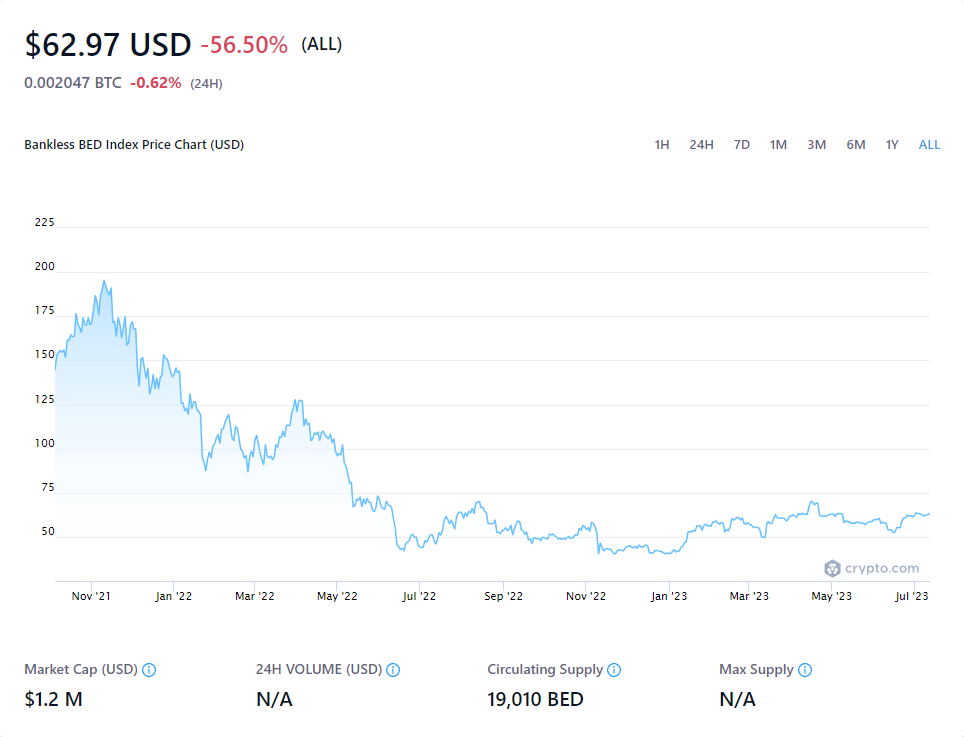 $62.97 USD -56.50% (ALL)
0.002047 BTC -0.62% (24H)
Bankless BED Index Price Chart (USD) 1H 24H 7D 1M 3M 6M 1Y ALL
225
200
175
150
125
100
75
50
crypto.com
Nov '21 Jan '22 Mar '22 May '22 Jul '22 Sep '22 Nov '22 Jan '23 Mar '23 May '23 Jul '23
Market Cap (USD) 24H VOLUME (USD) Circulating Supply Max Supply
$1.2 M N/A 19,010 BED N/A